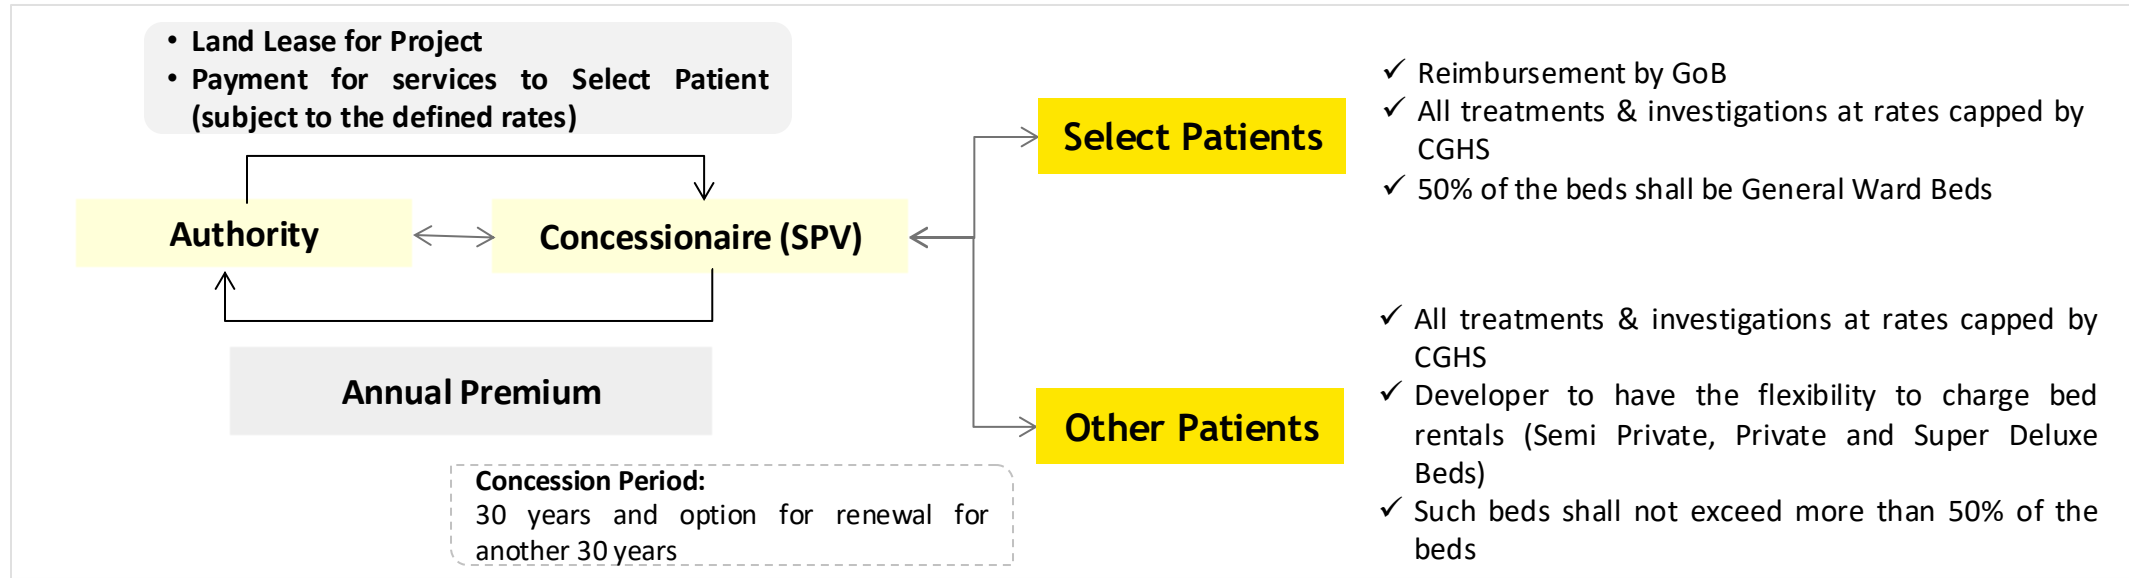 • Land Lease for Project
• Payment for services to Select Patient
(subject to the defined rates)
Authority
Concessionaire (SPV)
Annual Premium
Concession Period:
30 years and option for renewal for
another 30 years
Select Patients
✓ Reimbursement by GoB
✓ All treatments & investigations at rates capped by
CGHS
✓ 50% of the beds shall be General Ward Beds
Other Patients
✓ All treatments & investigations at rates capped by
CGHS
✓ Developer to have the flexibility to charge bed
rentals (Semi Private, Private and Super Deluxe
Beds)
✓ Such beds shall not exceed more than 50% of the
beds